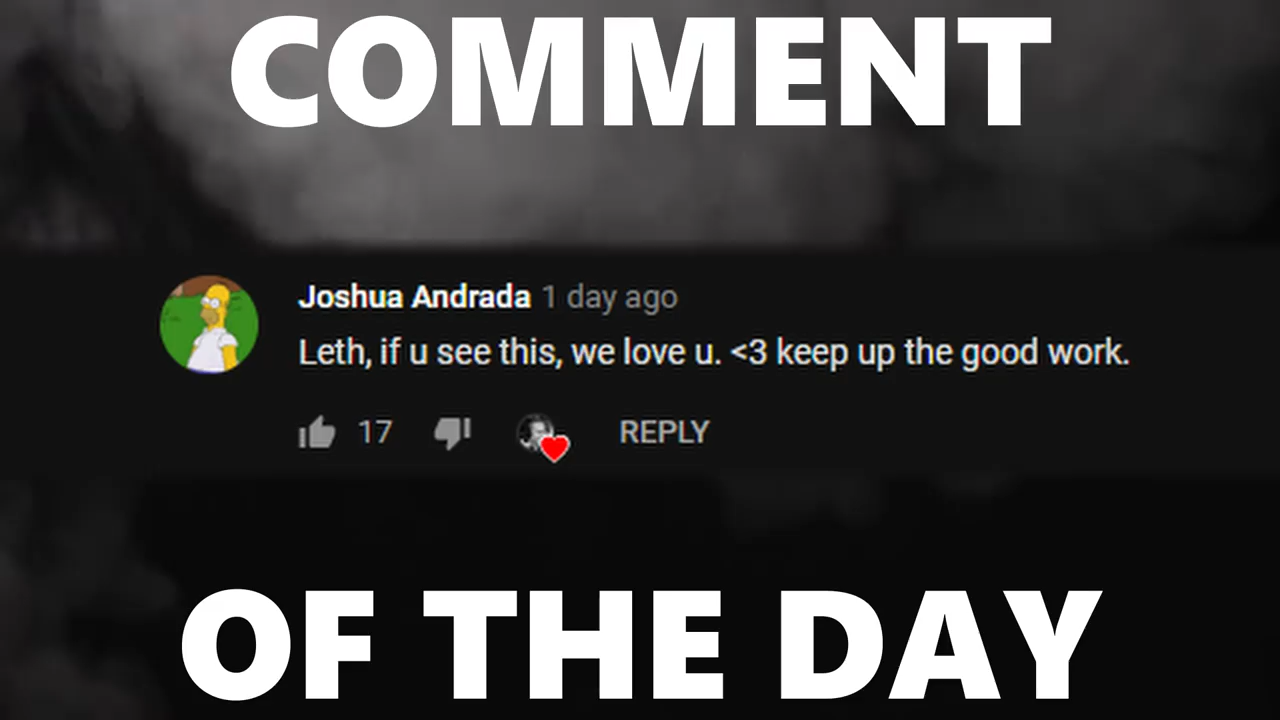 COMMENT
Joshua Andrada 1 day ago
Leth, if u see this, we love u. <3 keep up the good work.
17 REPLY
OF THE DAY